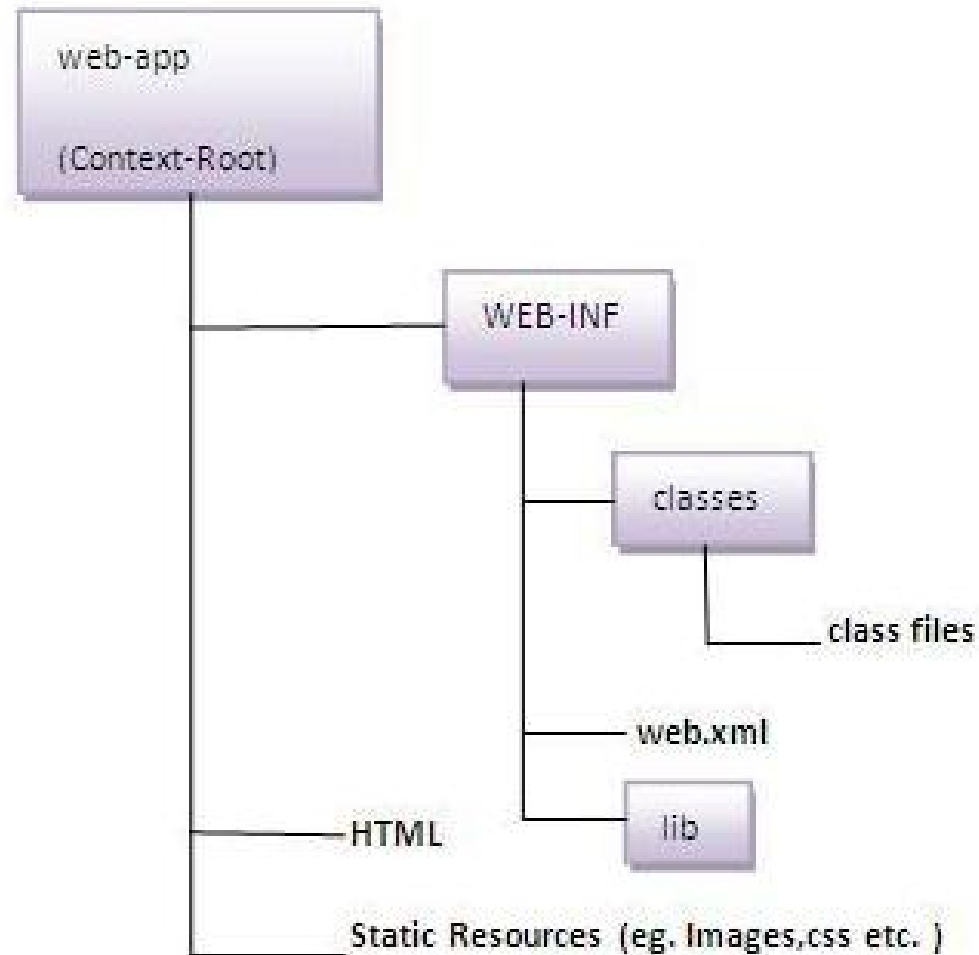 web-app
(Context-Root)
WEB-INF
classes
class files
web.xml
lib
HTML
Static Resources (eg. Images,css etc. )